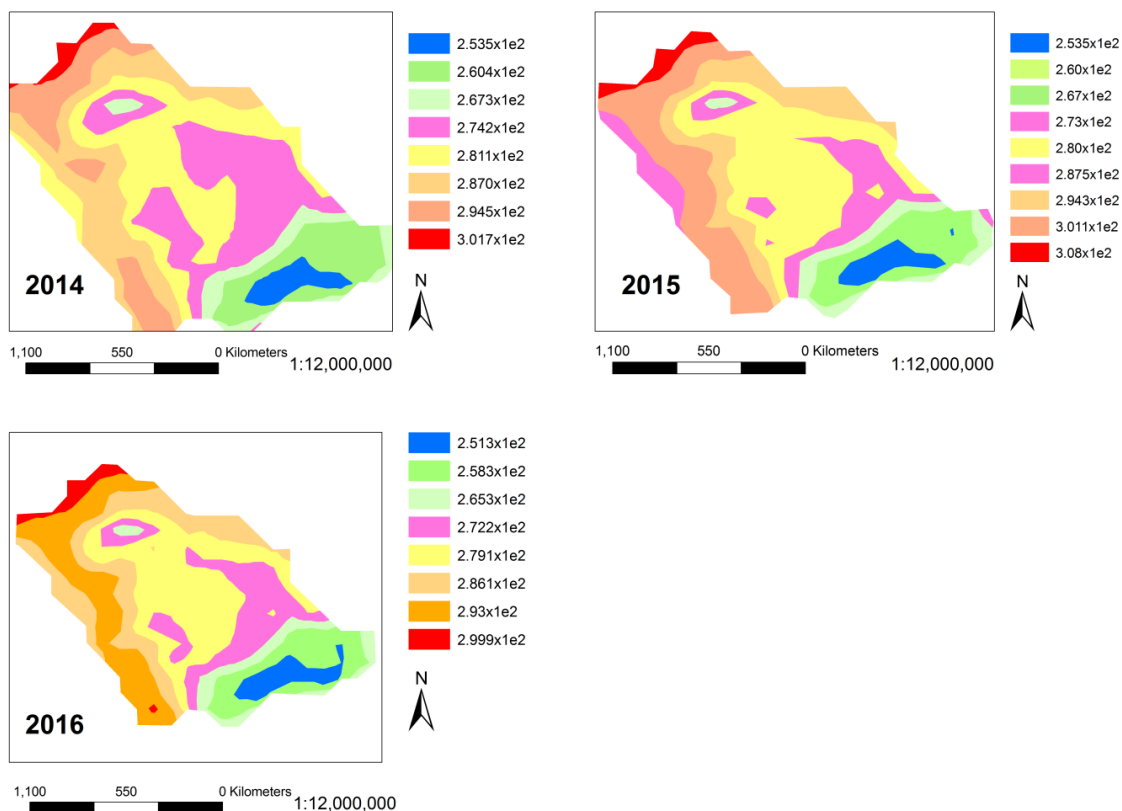 2.535x1e2
2.604x1e2
2.673x1e2
2.742x1e2
2.811x1e2
2.870x1e2
2.945x1e2
3.017x1e2
2014
N
1,100 550 0 Kilometers
1:12,000,000
2.535x1e2
2.60x1e2
2.67x1e2
2.73x1e2
2.80x1e2
2.875x1e2
2.943x1e2
3.011x1e2
3.08x1e2
2015
N
1,100 550 0 Kilometers
1:12,000,000
2.513x1e2
2.583x1e2
2.653x1e2
2.722x1e2
2.791x1e2
2.861x1e2
2.93x1e2
2.999x1e2
2016
N
1,100 550 0 Kilometers
1:12,000,000